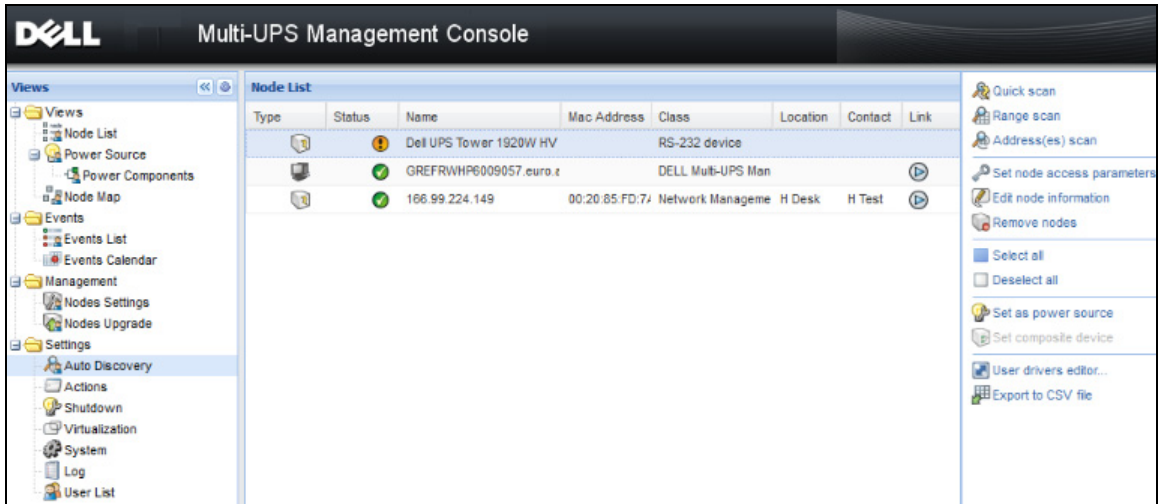 DELL
Multi-UPS Management Console
Views
Views
Node List
Power Source
Power Components
Node Map
Events
Events List
Events Calendar
Management
Nodes Settings
Nodes Upgrade
Settings
Auto Discovery
Actions
Shutdown
Virtualization
System
Log
User List
Node List
Type Status Name Mac Address Class Location Contact Link
Dell UPS Tower 1920W HV RS-232 device
GREFRWHP6009057.euro.a DELL Multi-UPS Man
166.99.224.149 00:20:85:FD:7 Network Manageme H Desk H Test
Quick scan
Range scan
Address(es) scan
Set node access parameters
Edit node information
Remove nodes
Select all
Deselect all
Set as power source
Set composite device
User drivers editor...
Export to CSV file